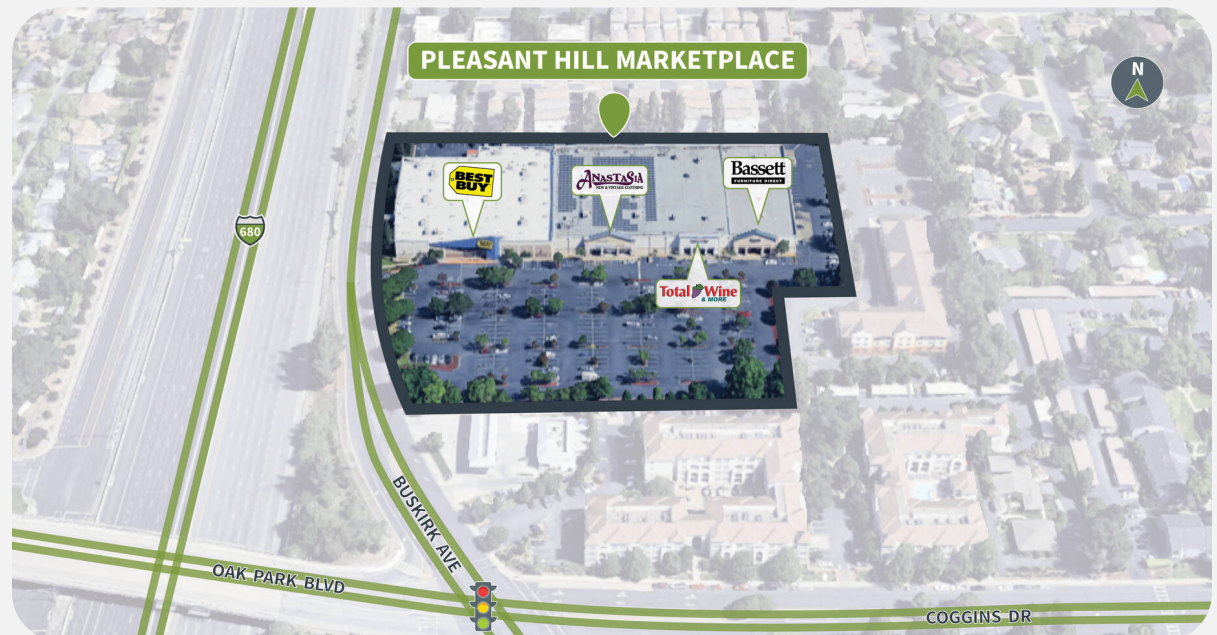 PLEASANT HILL MARKETPLACE
N
BEST
BUY
ANASTASIA
NEW & VINTAGE CLOTHING
Bassett
FURNITURE DIRECT
680
Total Wine
& MORE
BUSKIRK AVE
OAK PARK BLVD
COGGINS DR